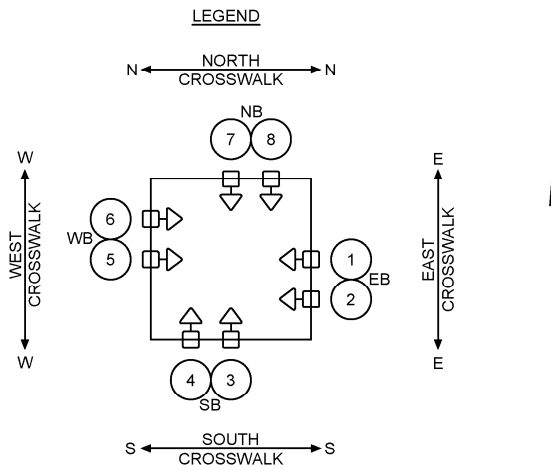 LEGEND
NORTH
N N
CROSSWALK
NB
7 8
W E
6
WB
5
WEST
CROSSWALK
1
EB
2
EAST
CROSSWALK
4 3
SB
W E
SOUTH
S S
CROSSWALK